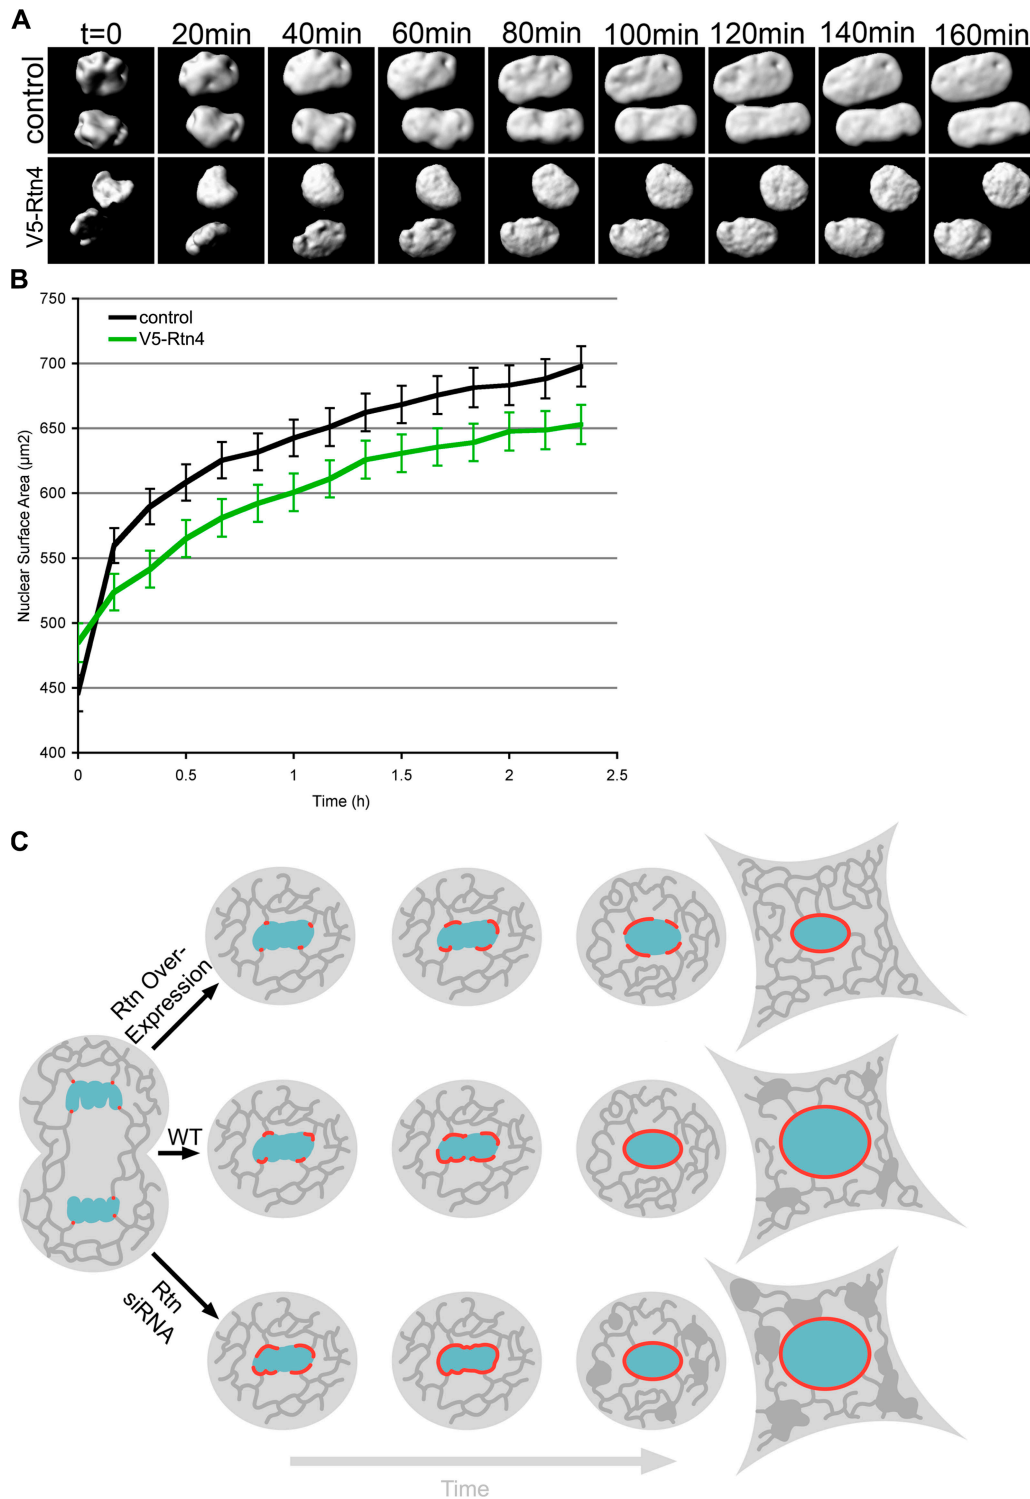 A
t=0 20min 40min 60min 80min 100min 120min 140min 160min
control
V5-Rtn4
B
750
700
650
600
550
500
450
400
Nuclear Surface Area (µm2)
control
V5-Rtn4
0 0.5 1 1.5 2 2.5
Time (h)
C
Rtn Over-
Expression
WT
Rtn
siRNA
Time